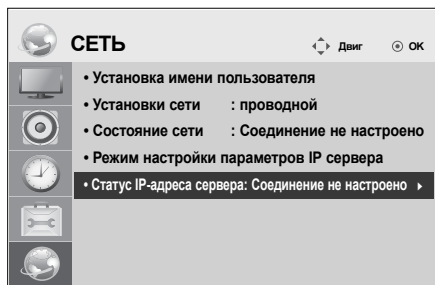 СЕТЬ
Двиг ОК
• Установка имени пользователя
• Установки сети : проводной
• Состояние сети : Соединение не настроено
• Режим настройки параметров IP сервера
• Статус IP-адреса сервера: Соединение не настроено